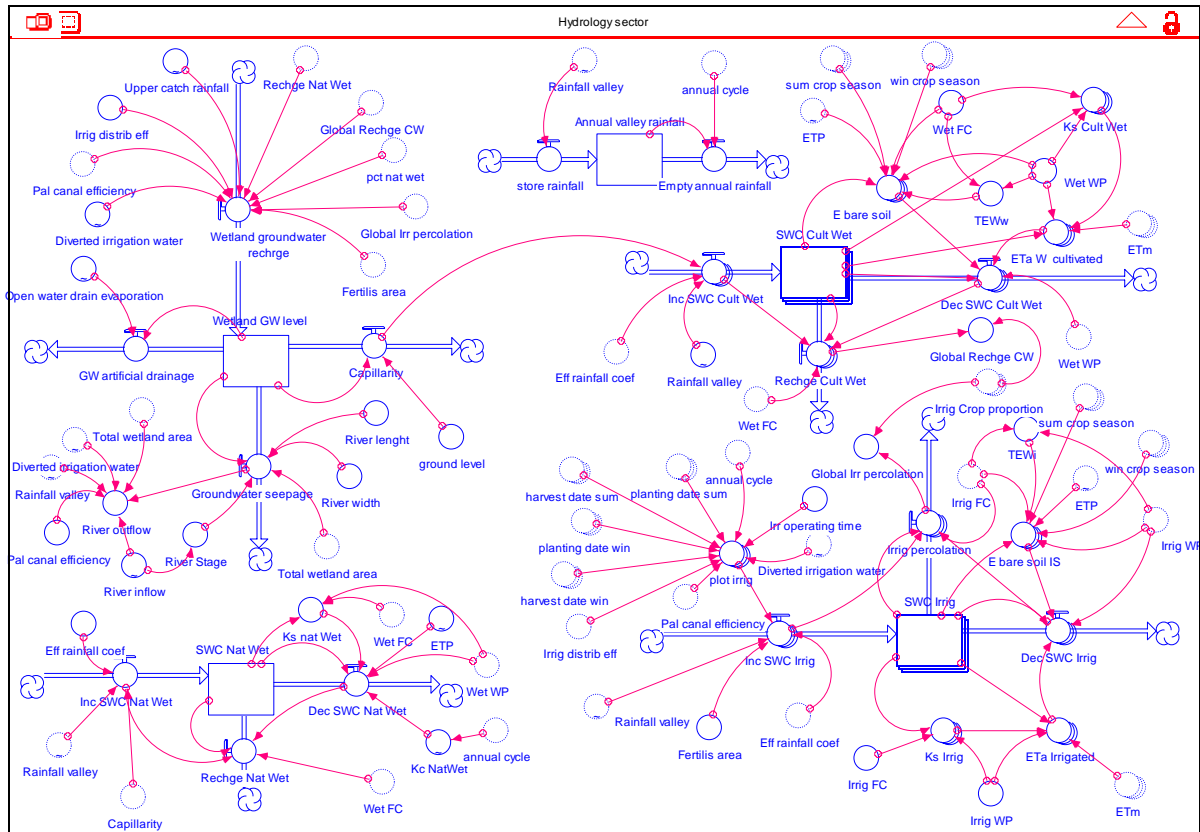 Hydrology sector
Upper catch rainfall
Rechge Nat Wet
Irrig distrib eff
Global Rechge CW
Pal canal efficiency
pct nat wet
Diverted irrigation water
Wetland groundwater
rechrge
Global Irr percolation
Fertilis area
Open water drain evaporation
Wetland GW level
GW artificial drainage
Capillarity
River lenght
ground level
Total wetland area
Diverted irrigation water
Rainfall valley
River outflow
Groundwater seepage
River width
Pal canal efficiency
River Stage
River inflow
Total wetland area
Rainfall valley
annual cycle
Annual valley rainfall
store rainfall
Empty annual rainfall
sum crop season
win crop season
ETP
Wet FC
Ks Cult Wet
Wet WP
E bare soil
TEWw
SWC Cult Wet
ETa W cultivated
ETm
Inc SWC Cult Wet
Dec SWC Cult Wet
Eff rainfall coef
Rainfall valley
Rechge Cult Wet
Global Rechge CW
Wet WP
Wet FC
Irrig Crop proportion
sum crop season
TEWi
win crop season
Global Irr percolation
Irrig FC
ETP
Irrig WP
Irrig percolation
E bare soil IS
harvest date sum
planting date sum
annual cycle
planting date win
Irr operating time
harvest date win
plot irrig
Diverted irrigation water
Irrig distrib eff
Pal canal efficiency
SWC Irrig
Inc SWC Irrig
Dec SWC Irrig
Rainfall valley
Fertilis area
Eff rainfall coef
Irrig FC
Ks Irrig
ETa Irrigated
Irrig WP
ETm
Eff rainfall coef
SWC Nat Wet
Ks nat Wet
Wet FC
ETP
Wet WP
Inc SWC Nat Wet
Dec SWC Nat Wet
Rainfall valley
Rechge Nat Wet
Kc NatWet
annual cycle
Capillarity
Wet FC